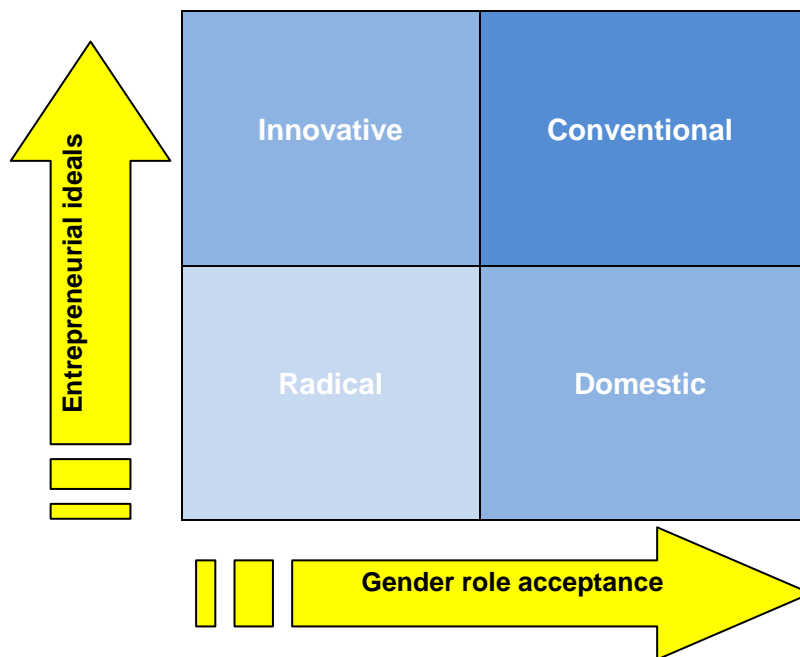 Entrepreneurial ideals
Innovative
Conventional
Radical
Domestic
Gender role acceptance